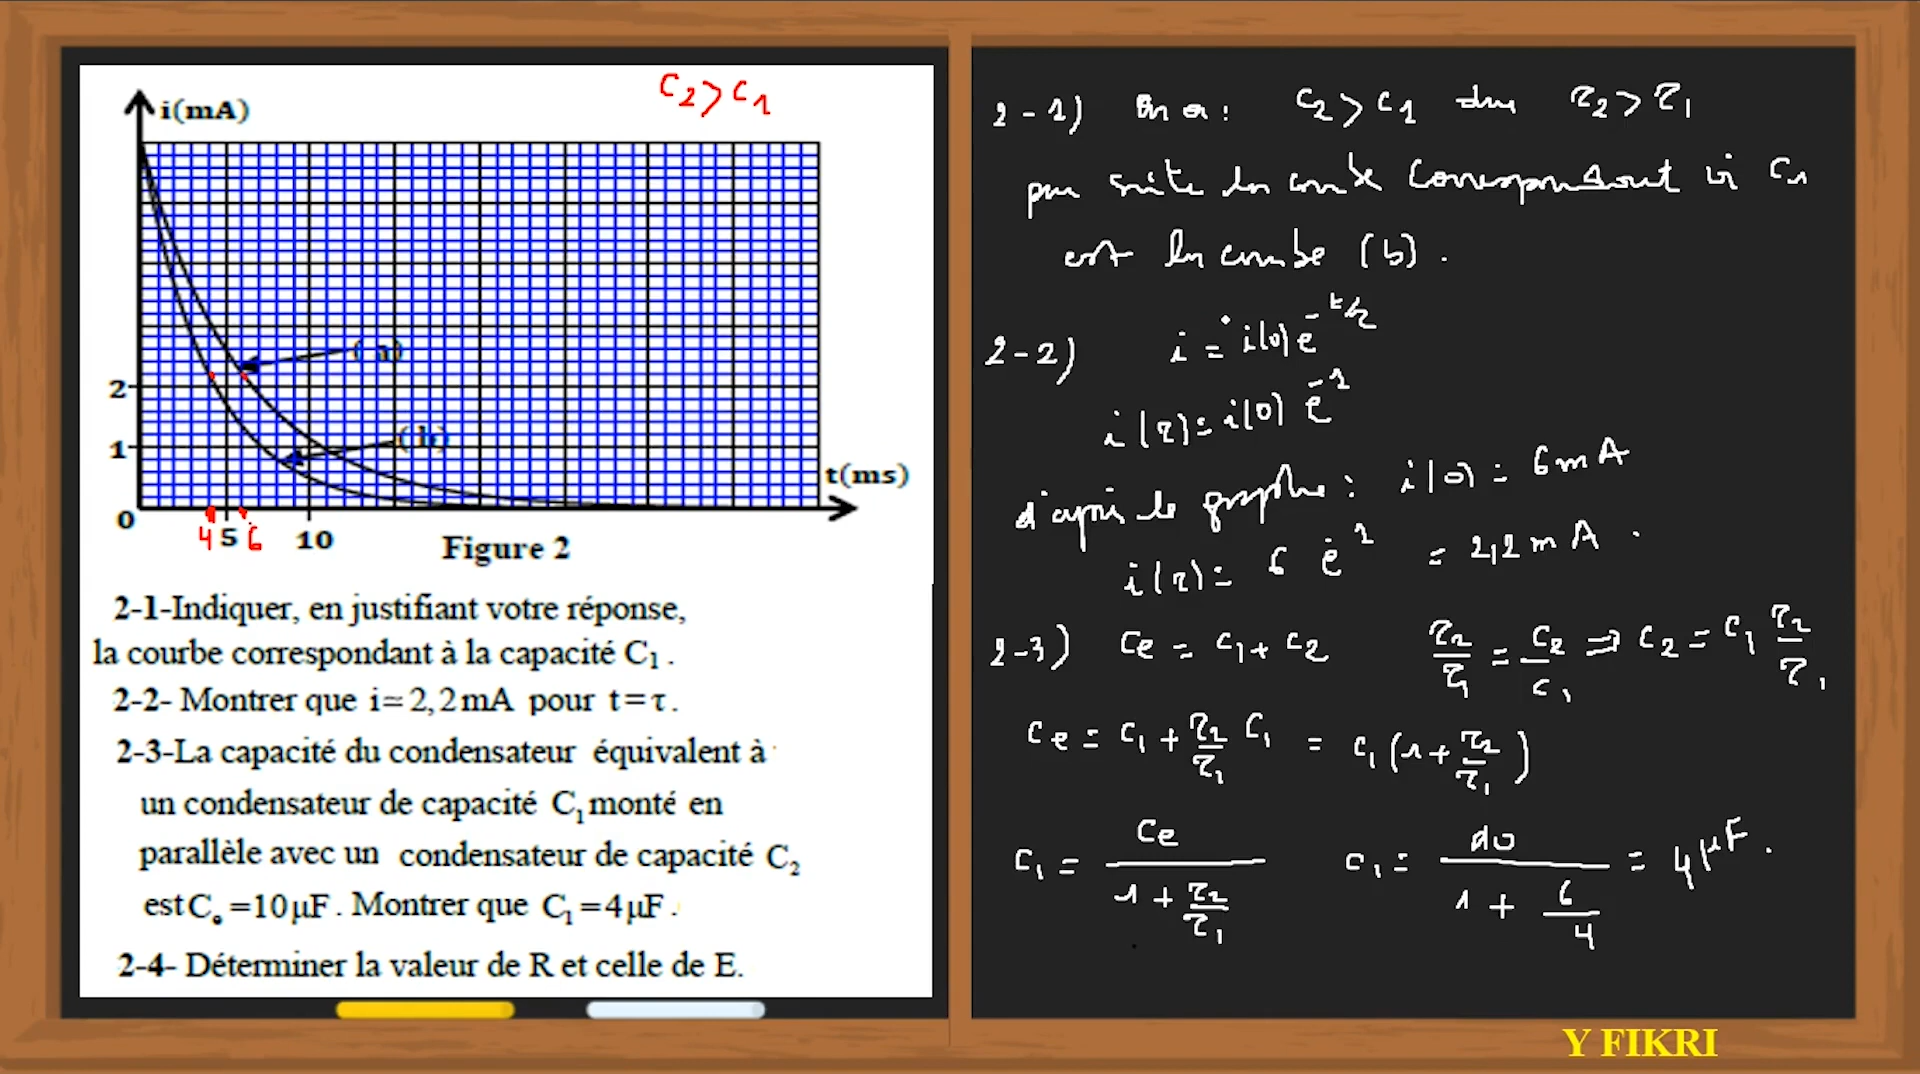 C2 > C1
i(mA)
(a)
2
(b)
1
t(ms)
0
4 5 6 10
Figure 2
2-1-Indiquer, en justifiant votre réponse,
la courbe correspondant à la capacité C₁.
2-2- Montrer que i=2,2mA pour t=τ.
2-3-La capacité du condensateur équivalent à
un condensateur de capacité C₁ monté en
parallèle avec un condensateur de capacité C₂
est Cₑ=10µF. Montrer que C₁=4µF.
2-4- Déterminer la valeur de R et celle de E.
2-1) On a : C2 > C1 donc τ2 > τ1
par suite la courbe correspondant à C1
est la courbe (b).
2-2) i = i(0) e^(-t/τ)
i(τ) = i(0) e^(-1)
d'après le graphe : i(0) = 6mA
i(τ) = 6 e^(-1) = 2,2mA.
2-3) Ce = C1 + C2 τ2/τ1 = C2/C1 ⇒ C2 = C1 τ2/τ1
Ce = C1 + τ2/τ1 C1 = C1 (1 + τ2/τ1)
C1 = Ce/(1 + τ2/τ1) C1 = 10/(1 + 6/4) = 4µF.
Y FIKRI